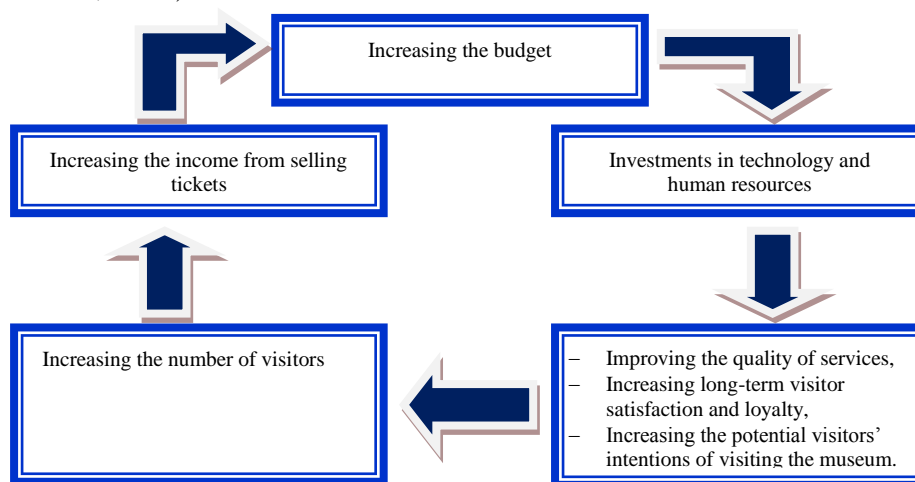 Increasing the budget
Increasing the income from selling
tickets
Investments in technology and
human resources
Increasing the number of visitors
– Improving the quality of services,
– Increasing long-term visitor
satisfaction and loyalty,
– Increasing the potential visitors’
intentions of visiting the museum.